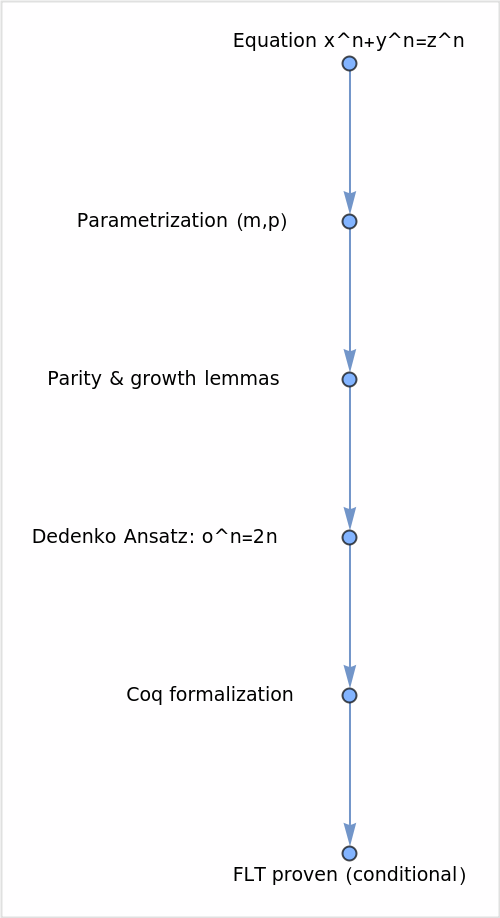 Equation x^n+y^n=z^n
Parametrization (m,p)
Parity & growth lemmas
Dedenko Ansatz: o^n=2n
Coq formalization
FLT proven (conditional)